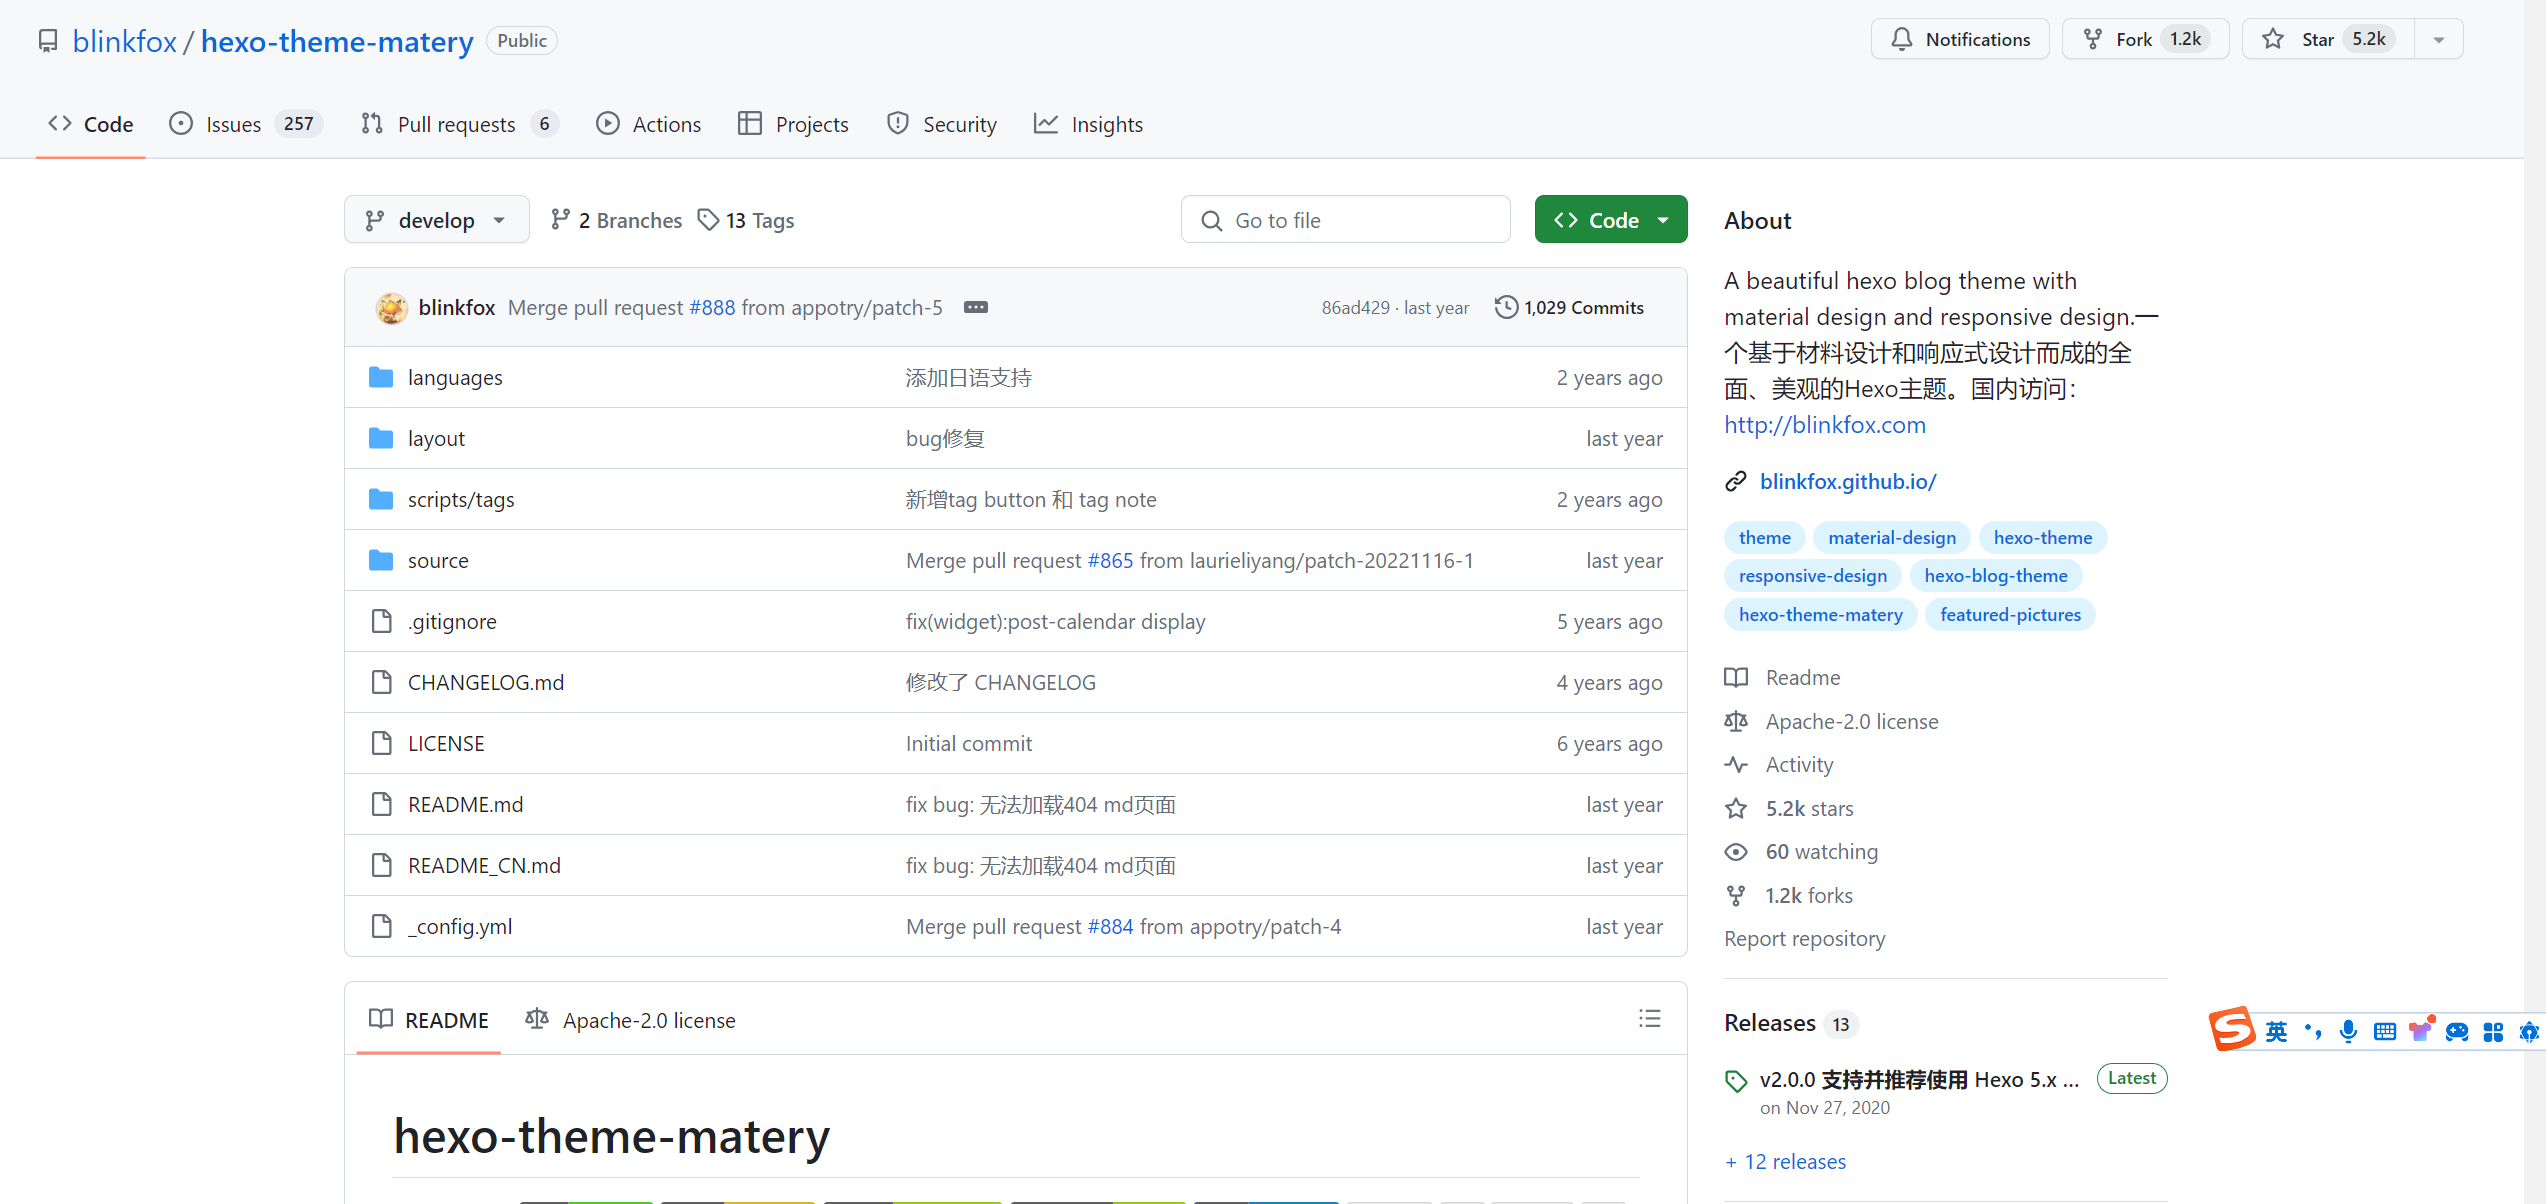 blinkfox / hexo-theme-matery Public
Notifications Fork 1.2k Star 5.2k
Code Issues 257 Pull requests 6 Actions Projects Security Insights
develop 2 Branches 13 Tags Go to file Code
blinkfox Merge pull request #888 from appotry/patch-5 86ad429 · last year 1,029 Commits
languages 添加日语支持 2 years ago
layout bug修复 last year
scripts/tags 新增tag button 和 tag note 2 years ago
source Merge pull request #865 from laurieliyang/patch-20221116-1 last year
.gitignore fix(widget):post-calendar display 5 years ago
CHANGELOG.md 修改了 CHANGELOG 4 years ago
LICENSE Initial commit 6 years ago
README.md fix bug: 无法加载404 md页面 last year
README_CN.md fix bug: 无法加载404 md页面 last year
_config.yml Merge pull request #884 from appotry/patch-4 last year
README Apache-2.0 license
hexo-theme-matery
About
A beautiful hexo blog theme with
material design and responsive design.一
个基于材料设计和响应式设计而成的全
面、美观的Hexo主题。国内访问：
http://blinkfox.com
blinkfox.github.io/
theme material-design hexo-theme
responsive-design hexo-blog-theme
hexo-theme-matery featured-pictures
Readme
Apache-2.0 license
Activity
5.2k stars
60 watching
1.2k forks
Report repository
Releases 13
v2.0.0 支持并推荐使用 Hexo 5.x ... Latest
on Nov 27, 2020
+ 12 releases
S 英